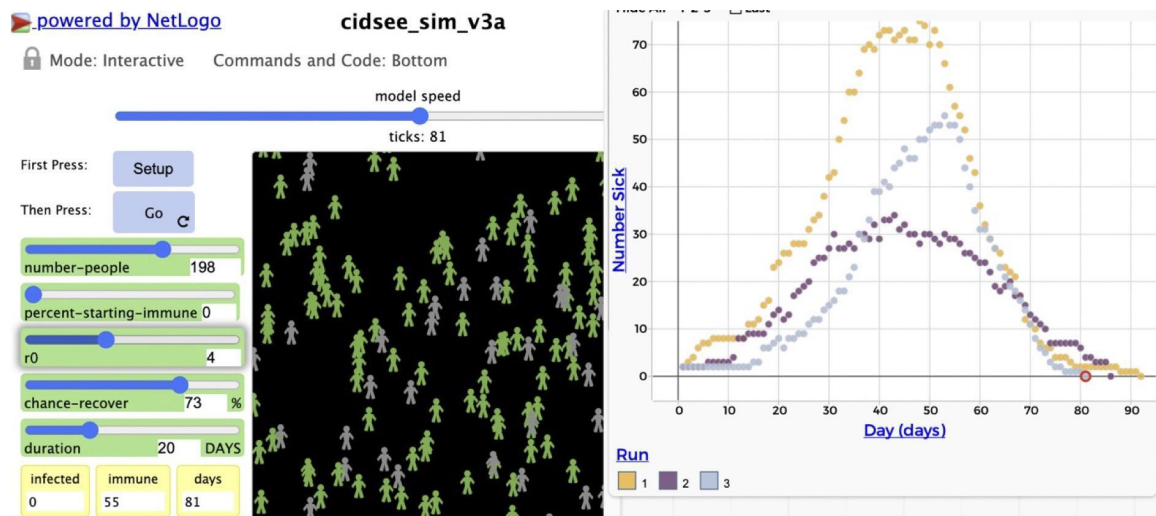 powered by NetLogo
cidsee_sim_v3a
Mode: Interactive Commands and Code: Bottom
model speed
ticks: 81
First Press:
Setup
Then Press:
Go
number-people 198
percent-starting-immune 0
r0 4
chance-recover 73 %
duration 20 DAYS
infected immune days
0 55 81
70
60
50
40
30
20
10
0
Number Sick
0 10 20 30 40 50 60 70 80 90
Day (days)
Run
1 2 3